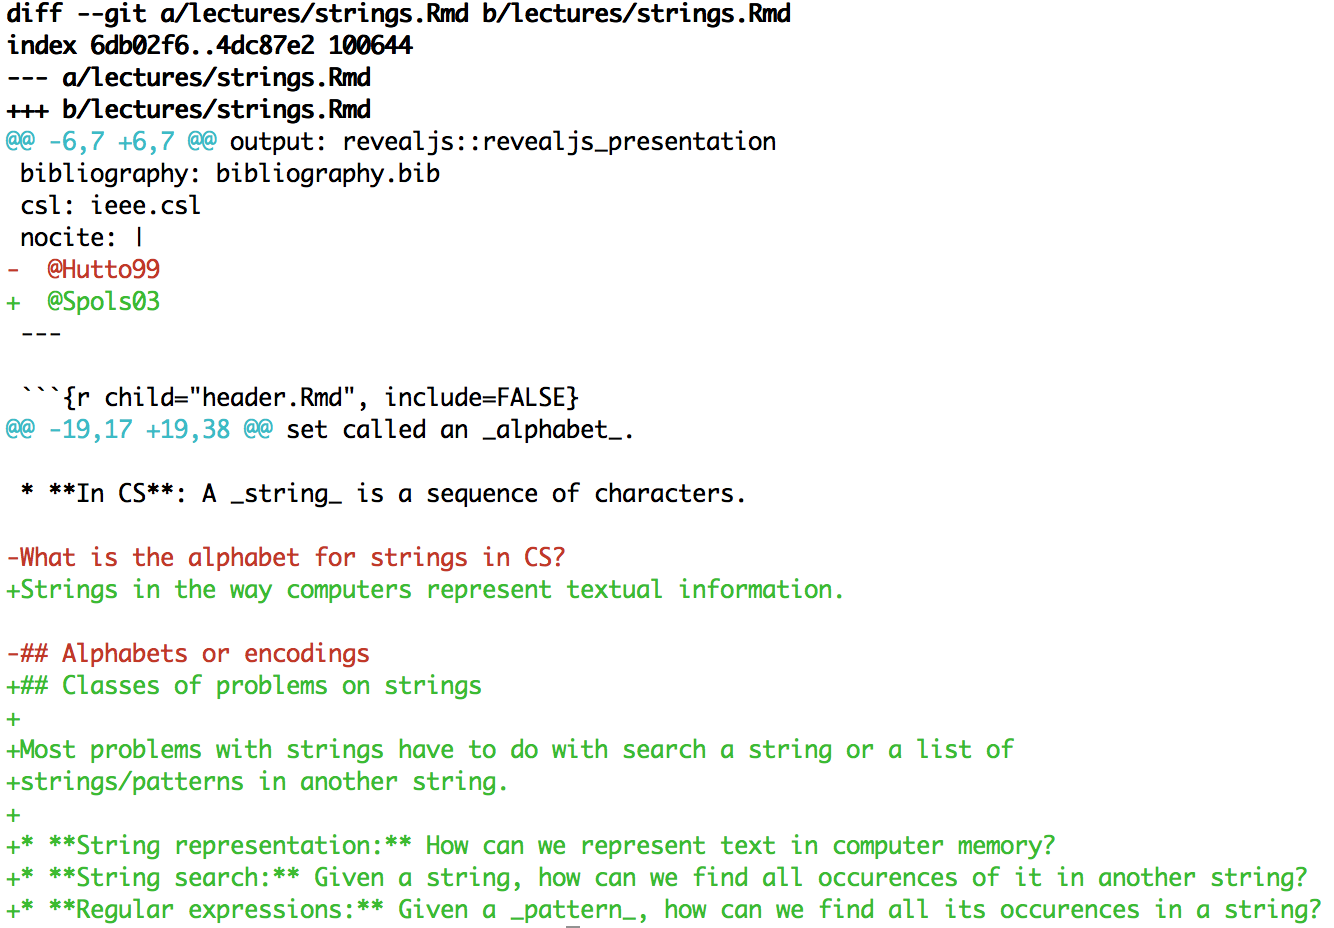 diff --git a/lectures/strings.Rmd b/lectures/strings.Rmd
index 6db02f6..4dc87e2 100644
--- a/lectures/strings.Rmd
+++ b/lectures/strings.Rmd
@@ -6,7 +6,7 @@ output: revealjs::revealjs_presentation
 bibliography: bibliography.bib
 csl: ieee.csl
 nocite: |
-  @Hutto99
+  @Spols03
 ---

 ```{r child="header.Rmd", include=FALSE}
@@ -19,17 +19,38 @@ set called an _alphabet_.

 * **In CS**: A _string_ is a sequence of characters.

-What is the alphabet for strings in CS?
+Strings in the way computers represent textual information.

-## Alphabets or encodings
+## Classes of problems on strings
+
+Most problems with strings have to do with search a string or a list of
+strings/patterns in another string.
+
+* **String representation:** How can we represent text in computer memory?
+* **String search:** Given a string, how can we find all occurences of it in another string?
+* **Regular expressions:** Given a _pattern_, how can we find all its occurences in a string?